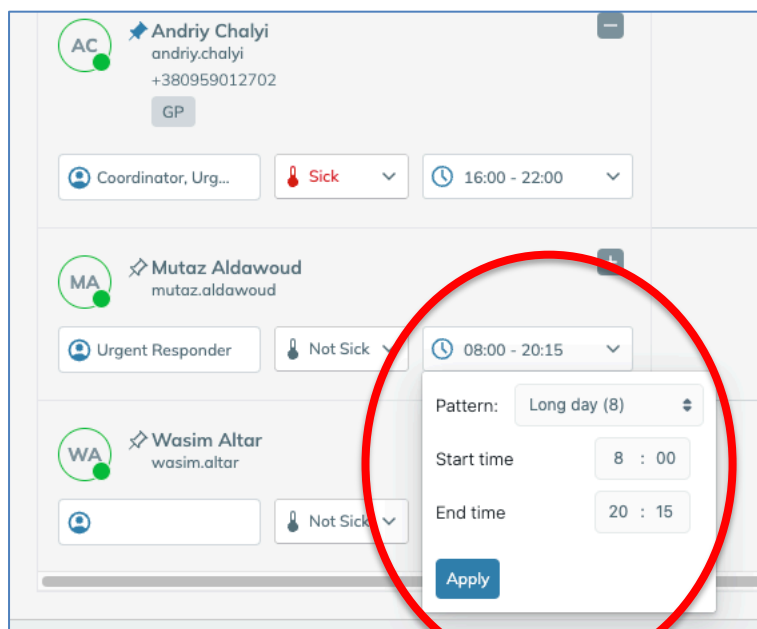 AC
Andriy Chalyi
andriy.chalyi
+380959012702
GP
Coordinator, Urg...
Sick
16:00 - 22:00
MA
Mutaz Aldawoud
mutaz.aldawoud
Urgent Responder
Not Sick
08:00 - 20:15
Pattern: Long day (8)
Start time 8 : 00
End time 20 : 15
Apply
WA
Wasim Altar
wasim.altar
Not Sick